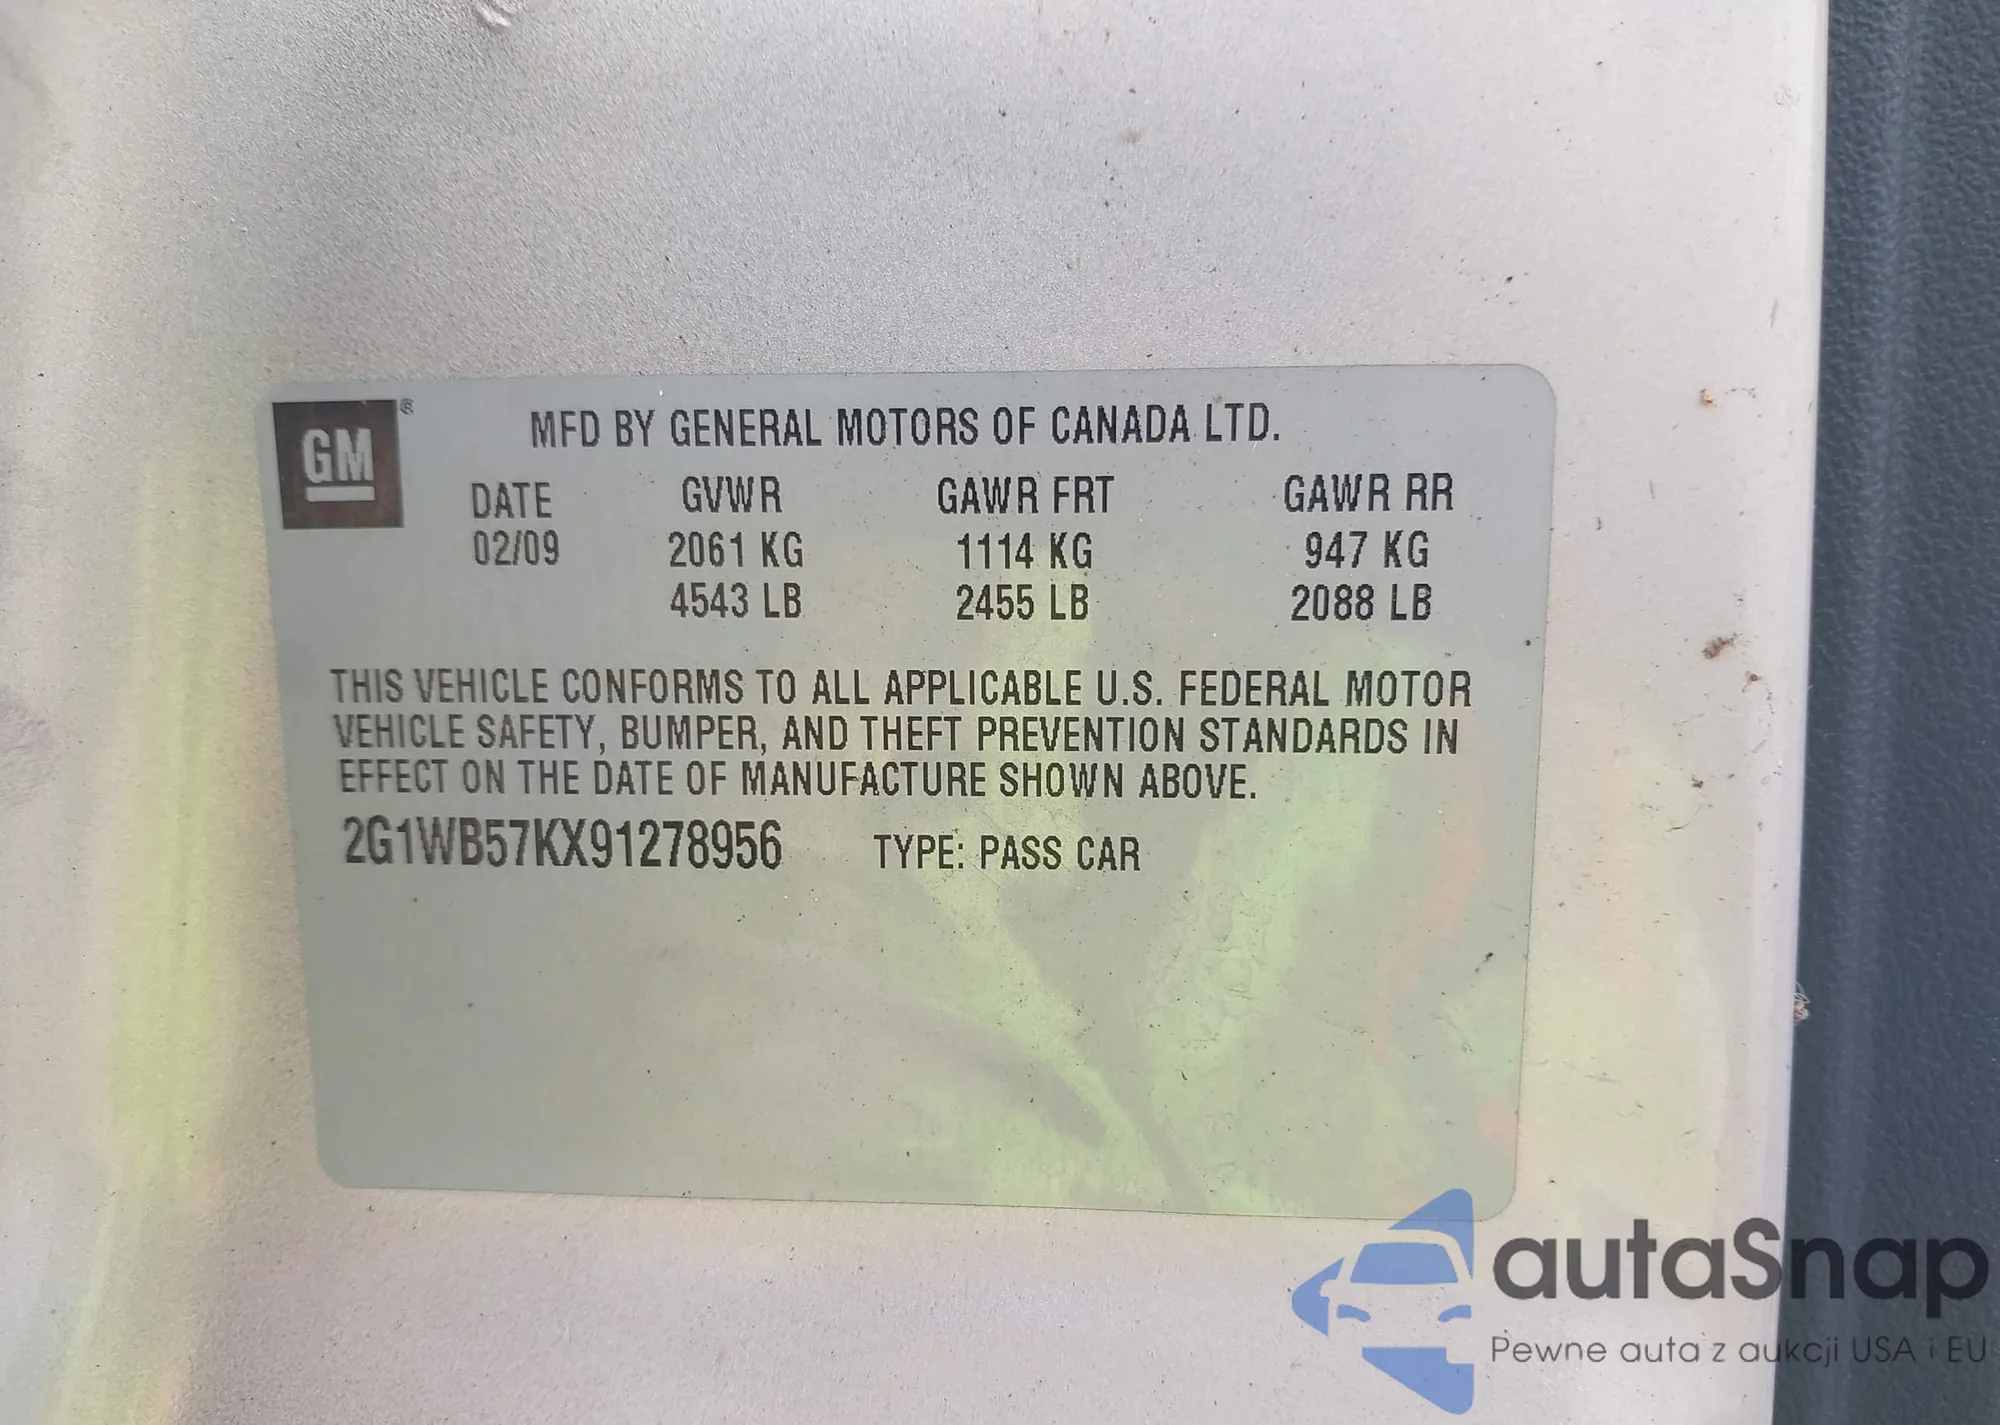 GM ®
MFD BY GENERAL MOTORS OF CANADA LTD.
DATE GVWR GAWR FRT GAWR RR
02/09 2061 KG 1114 KG 947 KG
4543 LB 2455 LB 2088 LB
THIS VEHICLE CONFORMS TO ALL APPLICABLE U.S. FEDERAL MOTOR
VEHICLE SAFETY, BUMPER, AND THEFT PREVENTION STANDARDS IN
EFFECT ON THE DATE OF MANUFACTURE SHOWN ABOVE.
2G1WB57KX91278956 TYPE: PASS CAR
autaSnap
Pewne auta z aukcji USA i EU